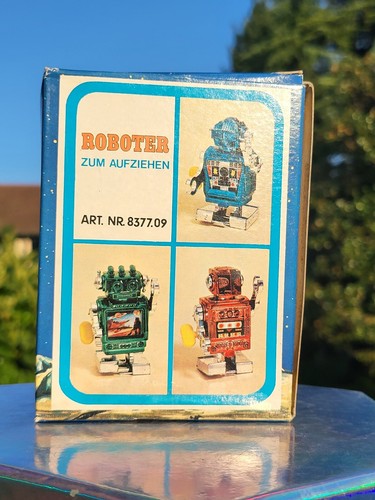 ROBOTER
ZUM AUFZIEHEN
ART. NR. 8377.09